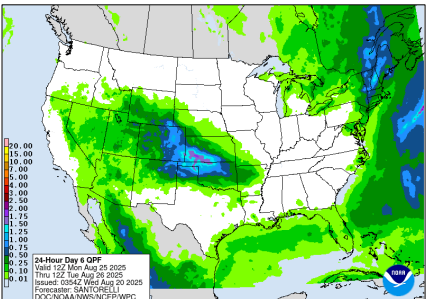 20.00
15.00
10.00
7.00
5.00
4.00
3.00
2.50
2.00
1.75
1.50
1.25
1.00
0.75
0.50
0.25
0.10
0.01
24-Hour Day 6 QPF
Valid 12Z Mon Aug 25 2025
Thru 12Z Tue Aug 26 2025
Issued: 0354Z Wed Aug 20 2025
Forecaster: SANTORELLI
DOC/NOAA/NWS/NCEP/WPC
NOAA